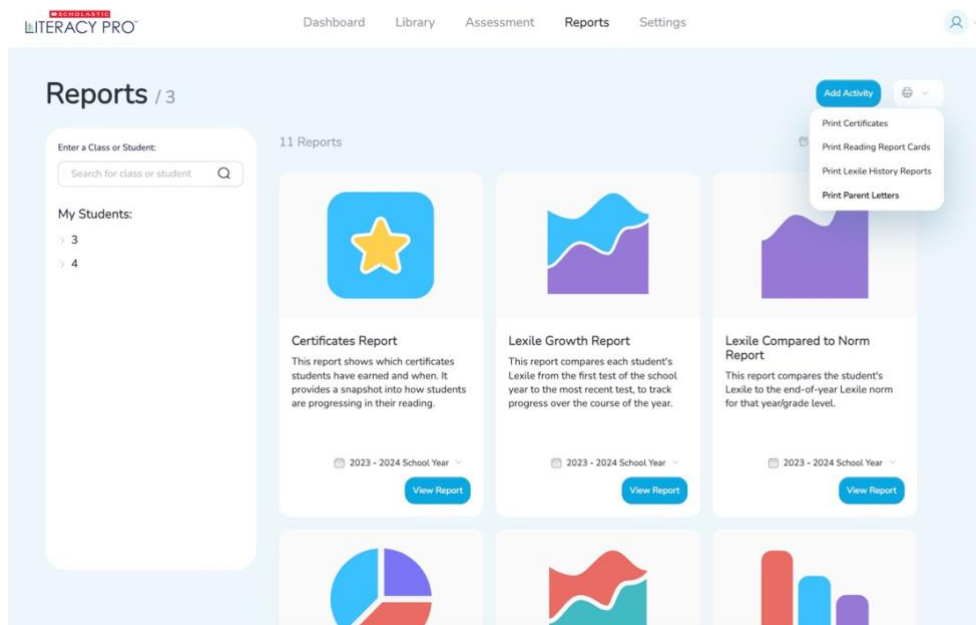 SCHOLASTIC
LITERACY PRO
Dashboard Library Assessment Reports Settings
Reports / 3
Add Activity
Print Certificates
Print Reading Report Cards
Print Lexile History Reports
Print Parent Letters
Enter a Class or Student:
Search for class or student
My Students:
3
4
11 Reports
Certificates Report
This report shows which certificates
students have earned and when. It
provides a snapshot into how students
are progressing in their reading.
2023 - 2024 School Year
View Report
Lexile Growth Report
This report compares each student's
Lexile from the first test of the school
year to the most recent test, to track
progress over the course of the year.
2023 - 2024 School Year
View Report
Lexile Compared to Norm
Report
This report compares the student's
Lexile to the end-of-year Lexile norm
for that year/grade level.
2023 - 2024 School Year
View Report